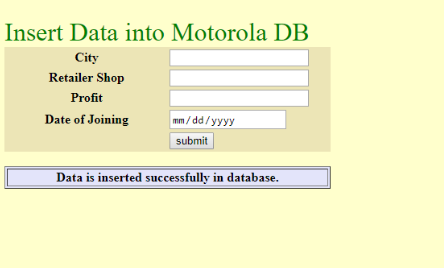 Insert Data into Motorola DB
City
Retailer Shop
Profit
Date of Joining mm/dd/yyyy
submit
Data is inserted successfully in database.